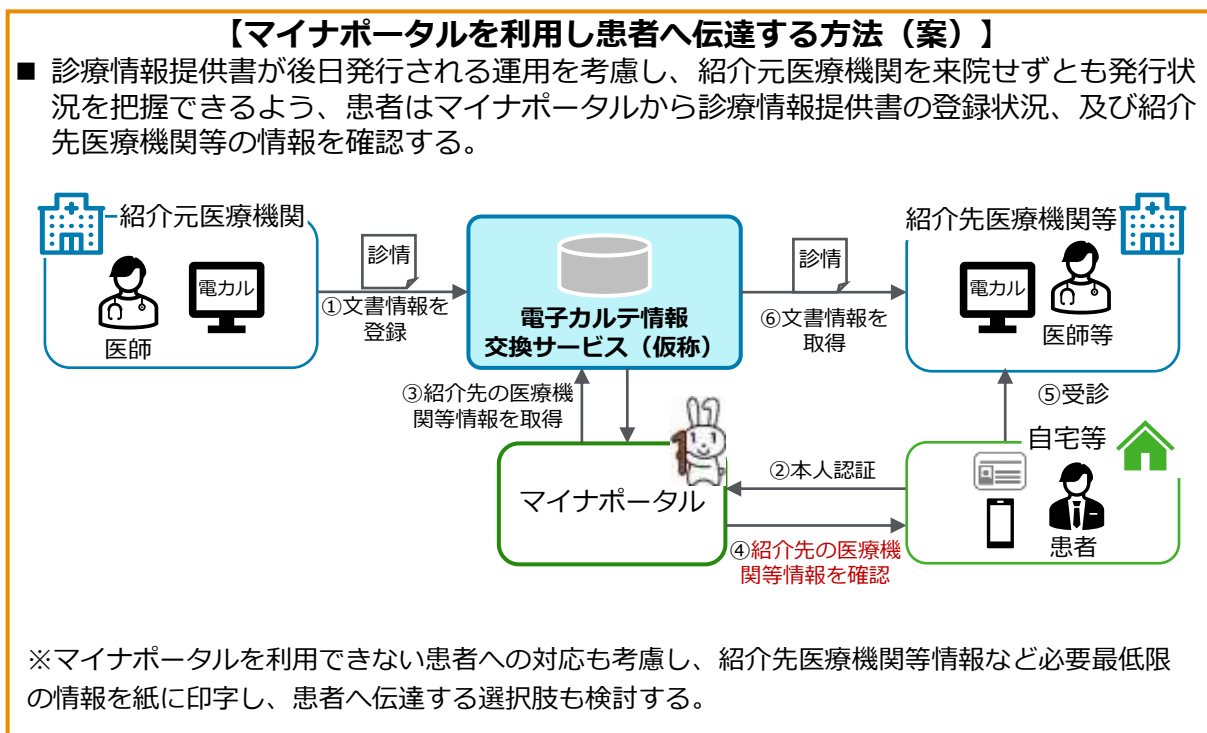 【マイナポータルを利用し患者へ伝達する方法（案）】
■ 診療情報提供書が後日発行される運用を考慮し、紹介元医療機関を来院せずとも発行状
況を把握できるよう、患者はマイナポータルから診療情報提供書の登録状況、及び紹介
先医療機関等の情報を確認する。
紹介元医療機関
電カル
医師
診情
①文書情報を
登録
電子カルテ情報
交換サービス（仮称）
診情
⑥文書情報を
取得
紹介先医療機関等
電カル
医師等
③紹介先の医療機
関等情報を取得
⑤受診
マイナポータル
②本人認証
④紹介先の医療機
関等情報を確認
自宅等
患者
※マイナポータルを利用できない患者への対応も考慮し、紹介先医療機関等情報など必要最低限
の情報を紙に印字し、患者へ伝達する選択肢も検討する。